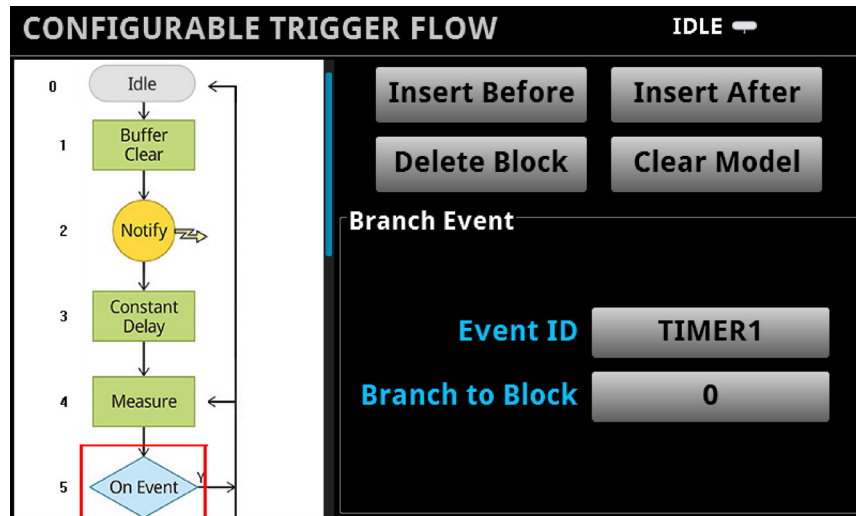 CONFIGURABLE TRIGGER FLOW
IDLE
0
Idle
1
Buffer
Clear
2
Notify
3
Constant
Delay
4
Measure
5
On Event
Y
Insert Before
Insert After
Delete Block
Clear Model
Branch Event
Event ID
TIMER1
Branch to Block
0